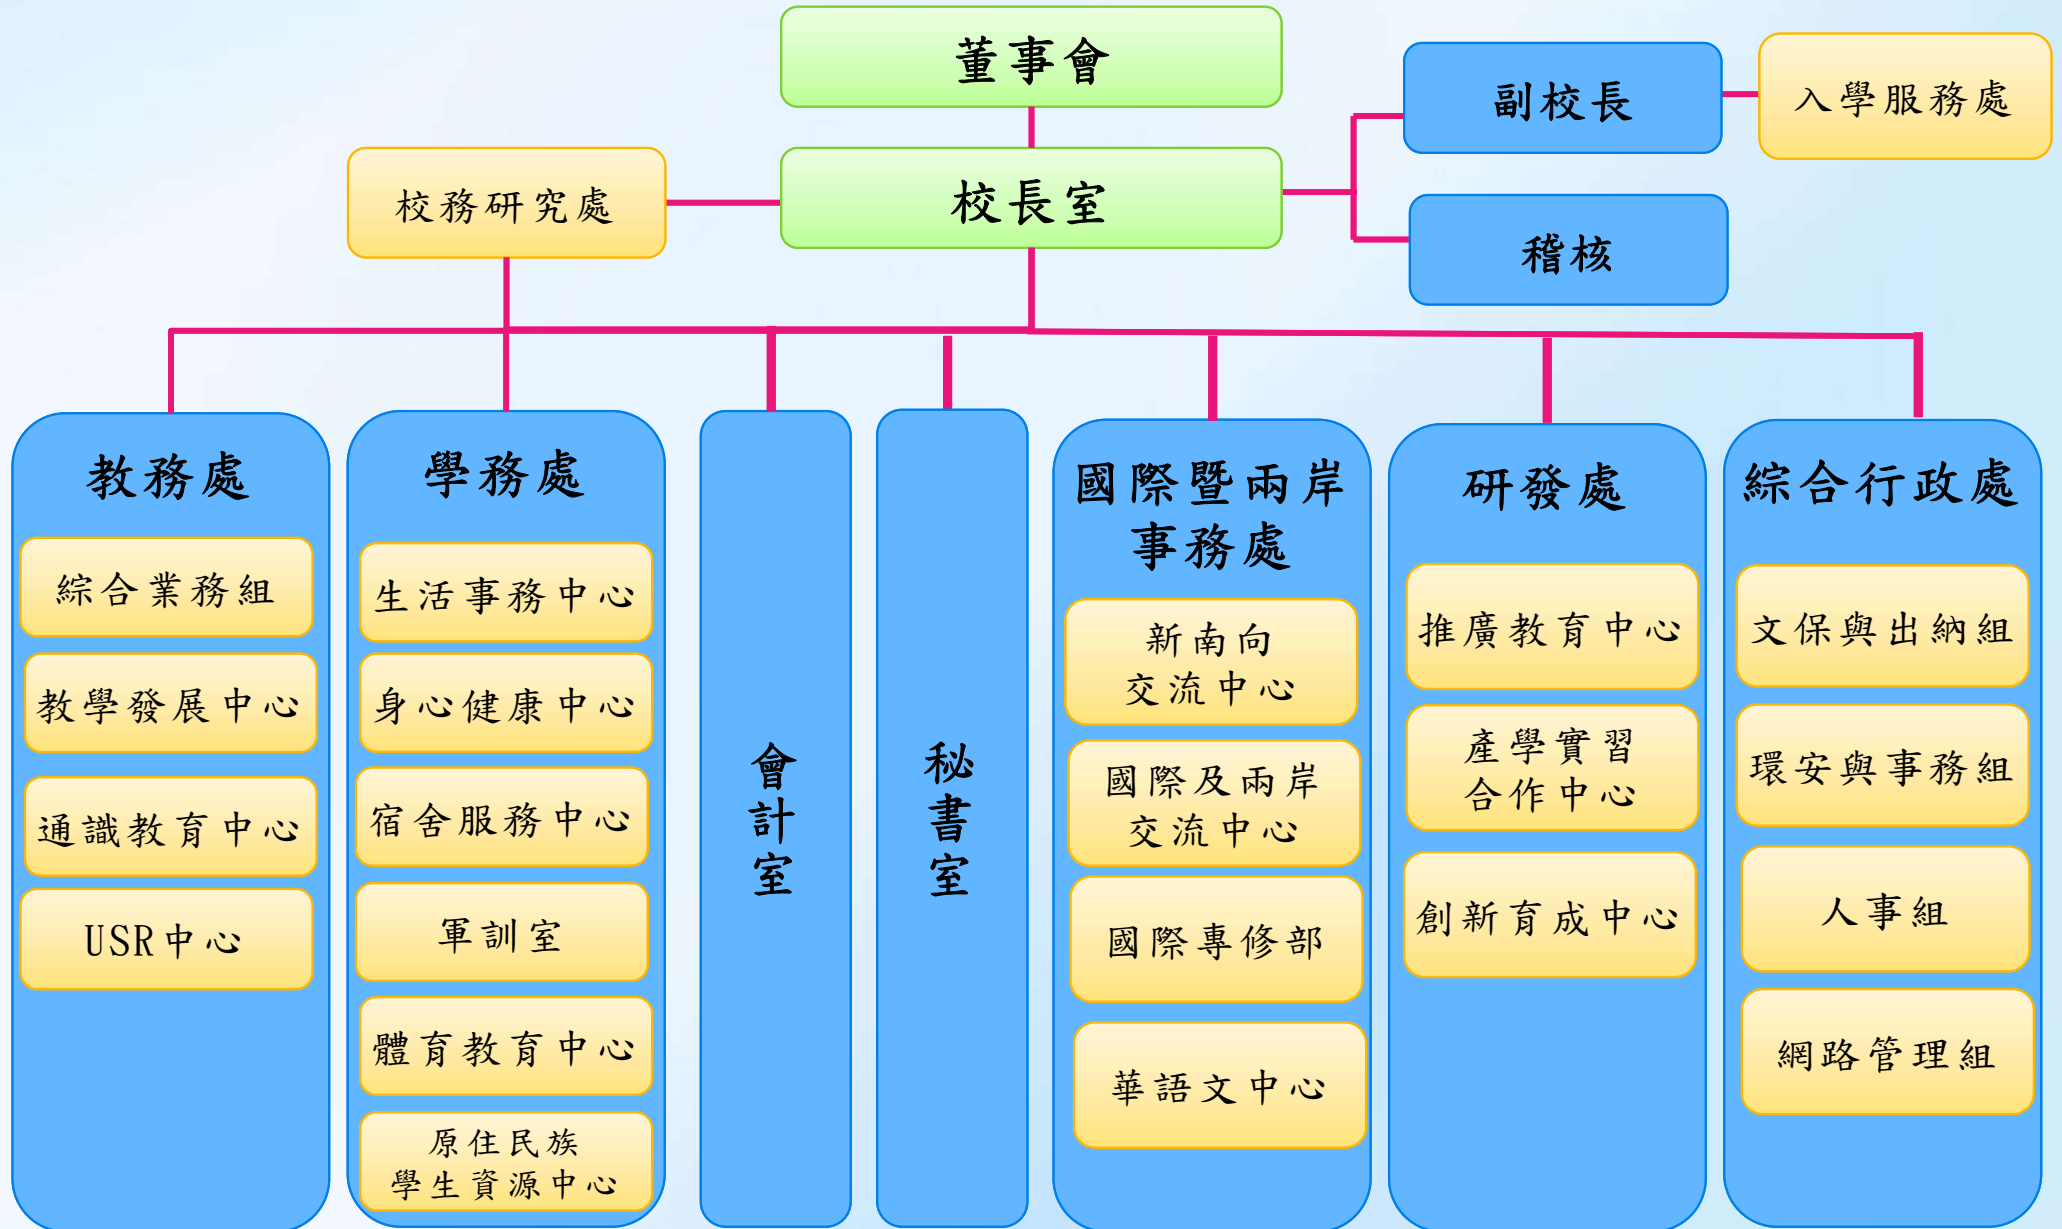 董事會
副校長
入學服務處
校務研究處
校長室
稽核
教務處
綜合業務組
教學發展中心
通識教育中心
USR中心
學務處
生活事務中心
身心健康中心
宿舍服務中心
軍訓室
體育教育中心
原住民族
學生資源中心
會計室
秘書室
國際暨兩岸
事務處
新南向
交流中心
國際及兩岸
交流中心
國際專修部
華語文中心
研發處
推廣教育中心
產學實習
合作中心
創新育成中心
綜合行政處
文保與出納組
環安與事務組
人事組
網路管理組